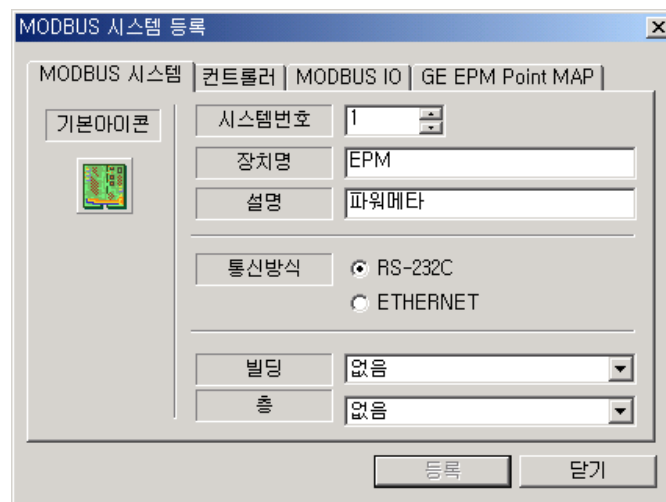 MODBUS 시스템 등록
MODBUS 시스템 컨트롤러 MODBUS IO GE EPM Point MAP
기본아이콘
시스템번호 1
장치명 EPM
설명 파워메타
통신방식 RS-232C
ETHERNET
빌딩 없음
층 없음
등록 닫기